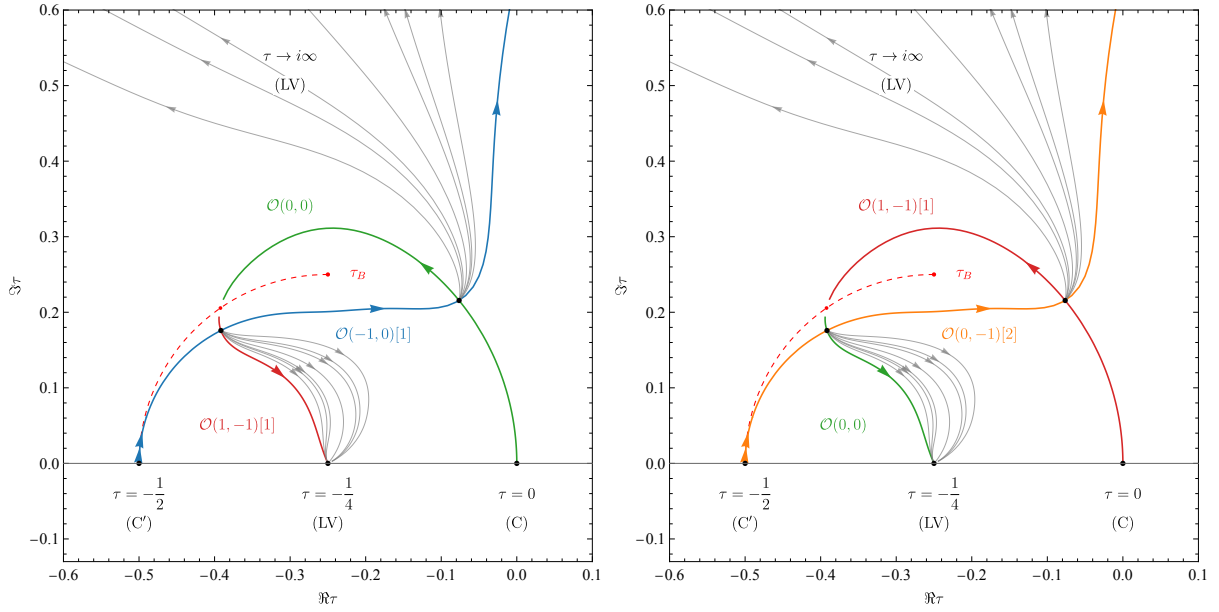 0.6
0.5
0.4
0.3
0.2
0.1
0.0
−0.1
ℑτ
τ → i∞
(LV)
𝒪(0, 0)
τ_B
𝒪(−1, 0)[1]
𝒪(1, −1)[1]
τ = −1/2
(C′)
τ = −1/4
(LV)
τ = 0
(C)
−0.6 −0.5 −0.4 −0.3 −0.2 −0.1 0.0 0.1
ℜτ
0.6
0.5
0.4
0.3
0.2
0.1
0.0
−0.1
ℑτ
τ → i∞
(LV)
𝒪(1, −1)[1]
τ_B
𝒪(0, −1)[2]
𝒪(0, 0)
τ = −1/2
(C′)
τ = −1/4
(LV)
τ = 0
(C)
−0.6 −0.5 −0.4 −0.3 −0.2 −0.1 0.0 0.1
ℜτ